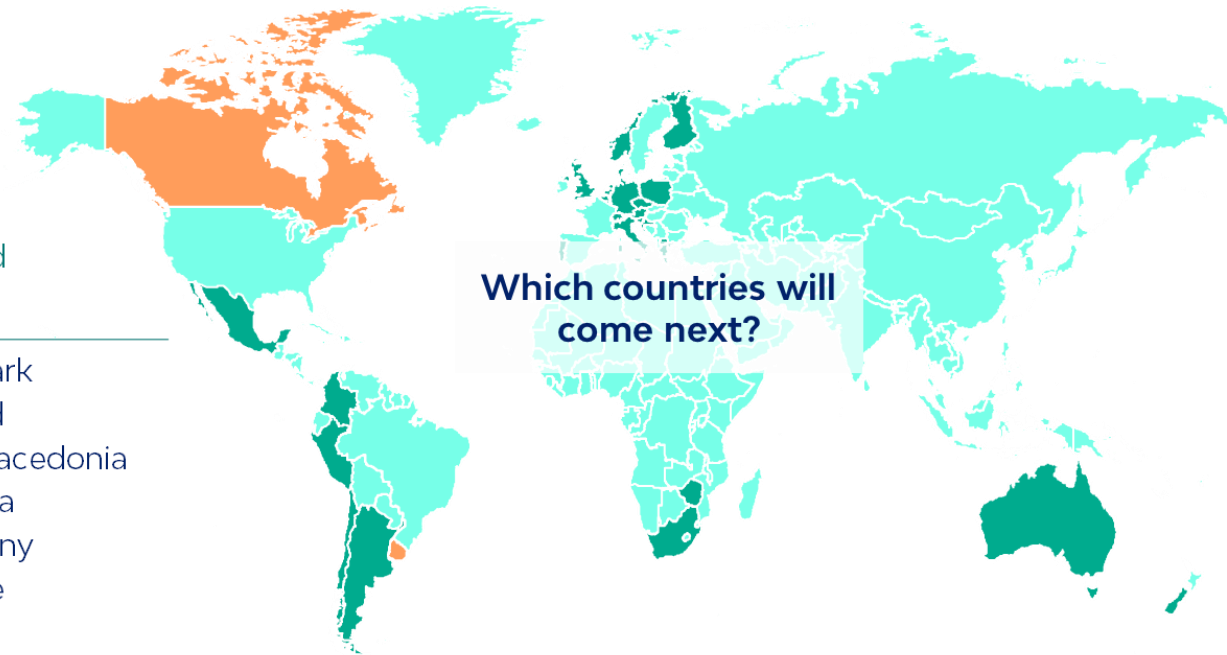 d
ark
d
acedonia
a
ny
e
Which countries will
come next?